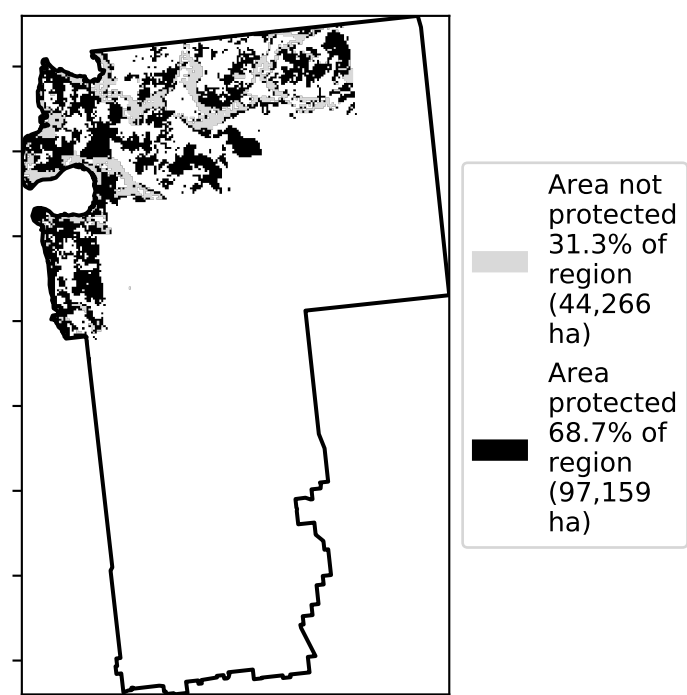 Area not
protected
31.3% of
region
(44,266
ha)
Area
protected
68.7% of
region
(97,159
ha)